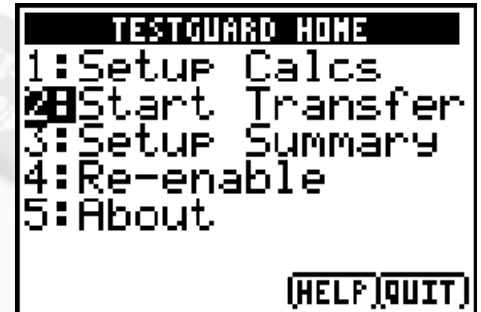 TESTGUARD HOME
1:Setup Calcs
2:Start Transfer
3:Setup Summary
4:Re-enable
5:About
HELP QUIT